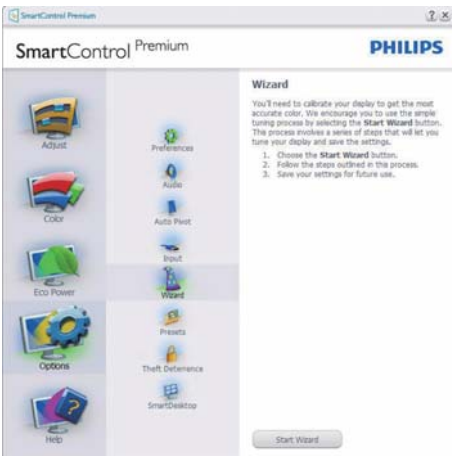 SmartControl Premium
SmartControl Premium
PHILIPS
Adjust
Color
Eco Power
Options
Help
Preferences
Audio
Auto Pivot
Input
Wizard
Presets
Theft Deterrence
SmartDesktop
Wizard
You'll need to calibrate your display to get the most
accurate color. We encourage you to use the simple
tuning process by selecting the Start Wizard button.
This process involves a series of steps that will let you
tune your display and save the settings.
1. Choose the Start Wizard button.
2. Follow the steps outlined in this process.
3. Save your settings for future use.
Start Wizard